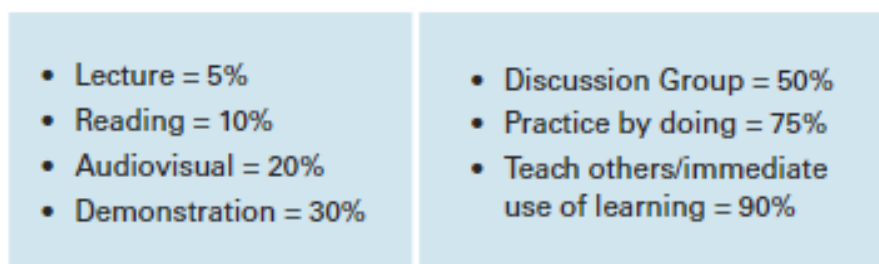 • Lecture = 5%
• Reading = 10%
• Audiovisual = 20%
• Demonstration = 30%
• Discussion Group = 50%
• Practice by doing = 75%
• Teach others/immediate
use of learning = 90%